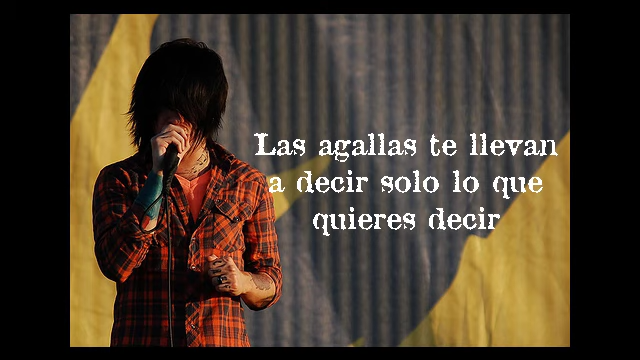 Las agallas te llevan
a decir solo lo que
quieres decir